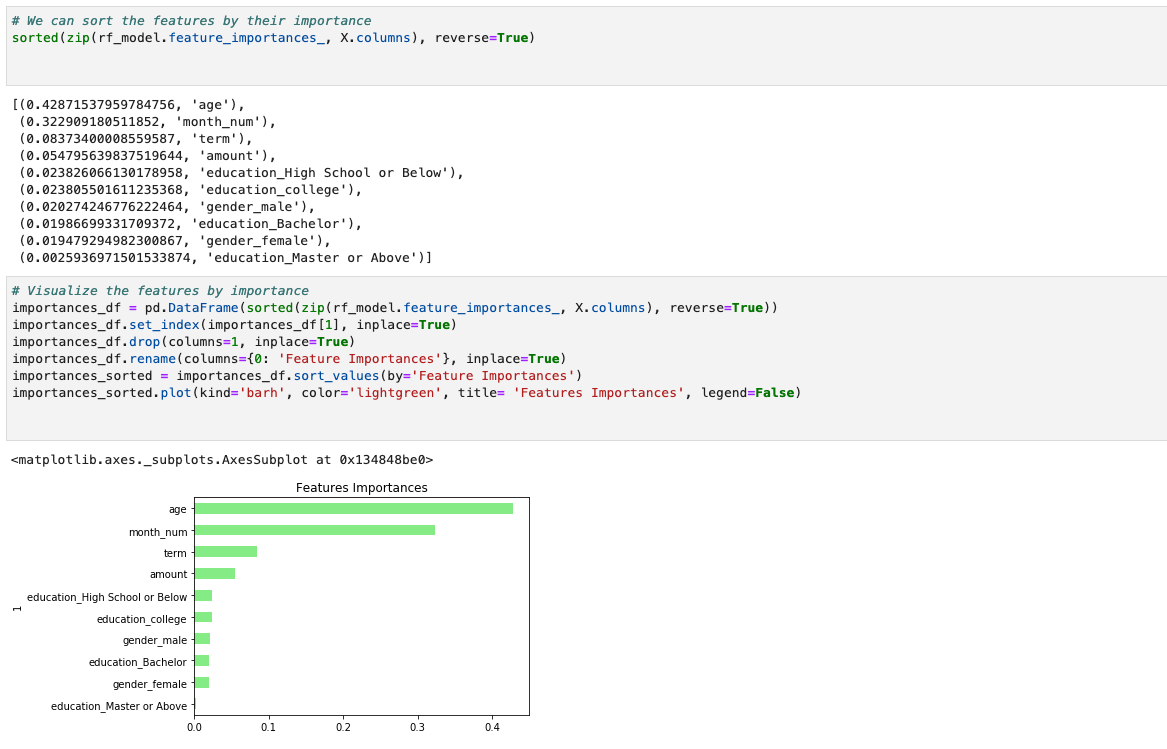 # We can sort the features by their importance
sorted(zip(rf_model.feature_importances_, X.columns), reverse=True)
[(0.42871537959784756, 'age'),
 (0.322909180511852, 'month_num'),
 (0.08373400008559587, 'term'),
 (0.054795639837519644, 'amount'),
 (0.023826066130178958, 'education_High School or Below'),
 (0.023805501611235368, 'education_college'),
 (0.020274246776222464, 'gender_male'),
 (0.01986699331709372, 'education_Bachelor'),
 (0.019479294982300867, 'gender_female'),
 (0.0025936971501533874, 'education_Master or Above')]
# Visualize the features by importance
importances_df = pd.DataFrame(sorted(zip(rf_model.feature_importances_, X.columns), reverse=True))
importances_df.set_index(importances_df[1], inplace=True)
importances_df.drop(columns=1, inplace=True)
importances_df.rename(columns={0: 'Feature Importances'}, inplace=True)
importances_sorted = importances_df.sort_values(by='Feature Importances')
importances_sorted.plot(kind='barh', color='lightgreen', title= 'Features Importances', legend=False)
<matplotlib.axes._subplots.AxesSubplot at 0x134848be0>
Features Importances
age
month_num
term
amount
education_High School or Below
1
education_college
gender_male
education_Bachelor
gender_female
education_Master or Above
0.0 0.1 0.2 0.3 0.4